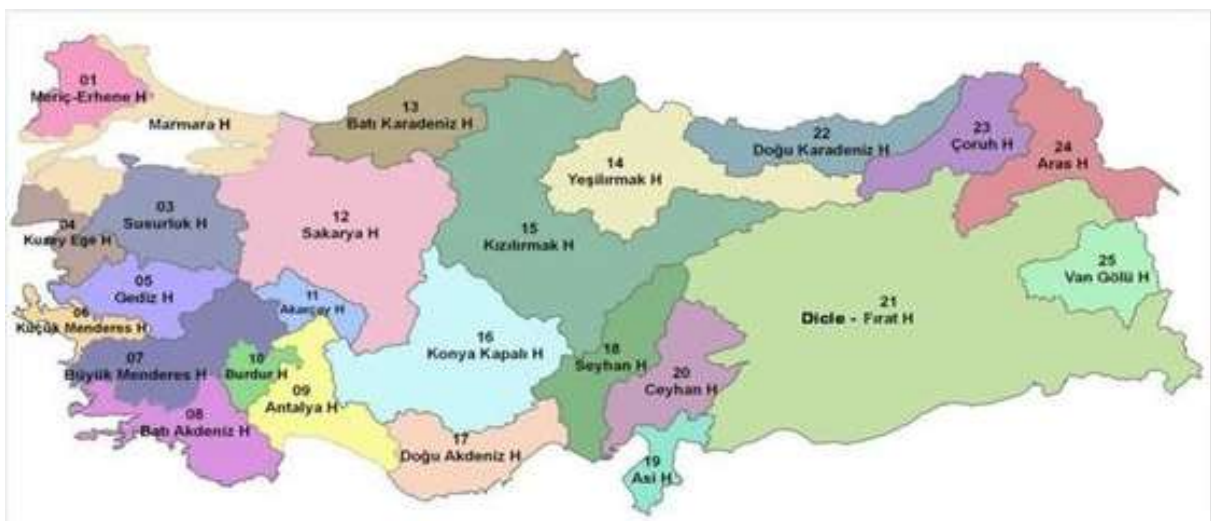 01
Meriç-Erhene H
Marmara H
13
Batı Karadeniz H
22
Doğu Karadeniz H
23
Çoruh H
24
Aras H
14
Yeşilırmak H
03
Susurluk H
04
Kuzey Ege H
12
Sakarya H
15
Kızılırmak H
25
Van Gölü H
05
Gediz H
11
Akarçay H
06
Küçük Menderes H
21
Dicle - Fırat H
16
Konya Kapalı H
18
Seyhan H
07
Büyük Menderes H
10
Burdur H
20
Ceyhan H
09
Antalya H
08
Batı Akdeniz H
17
Doğu Akdeniz H
19
Asi H